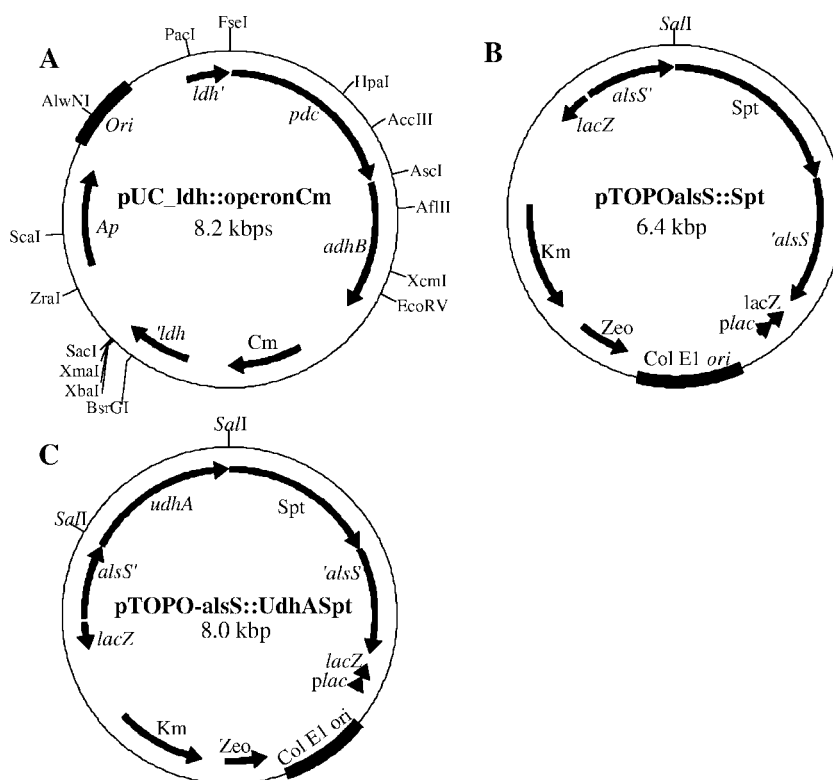 A
FseI
PacI
HpaI
AccIII
AscI
AflII
XcmI
EcoRV
AlwNI
ScaI
ZraI
SacI
XmaI
XbaI
BsrGI
ldh'
pdc
adhB
Cm
'ldh
Ap
Ori
pUC_ldh::operonCm
8.2 kbps
B
SalI
alsS'
lacZ
Spt
pTOPOalsS::Spt
6.4 kbp
Km
'alsS
lacZ
plac
Zeo
Col E1 ori
C
SalI
SalI
udhA
Spt
alsS'
'alsS
pTOPO-alsS::UdhASpt
8.0 kbp
lacZ
lacZ
plac
Km
Zeo
Col E1 ori